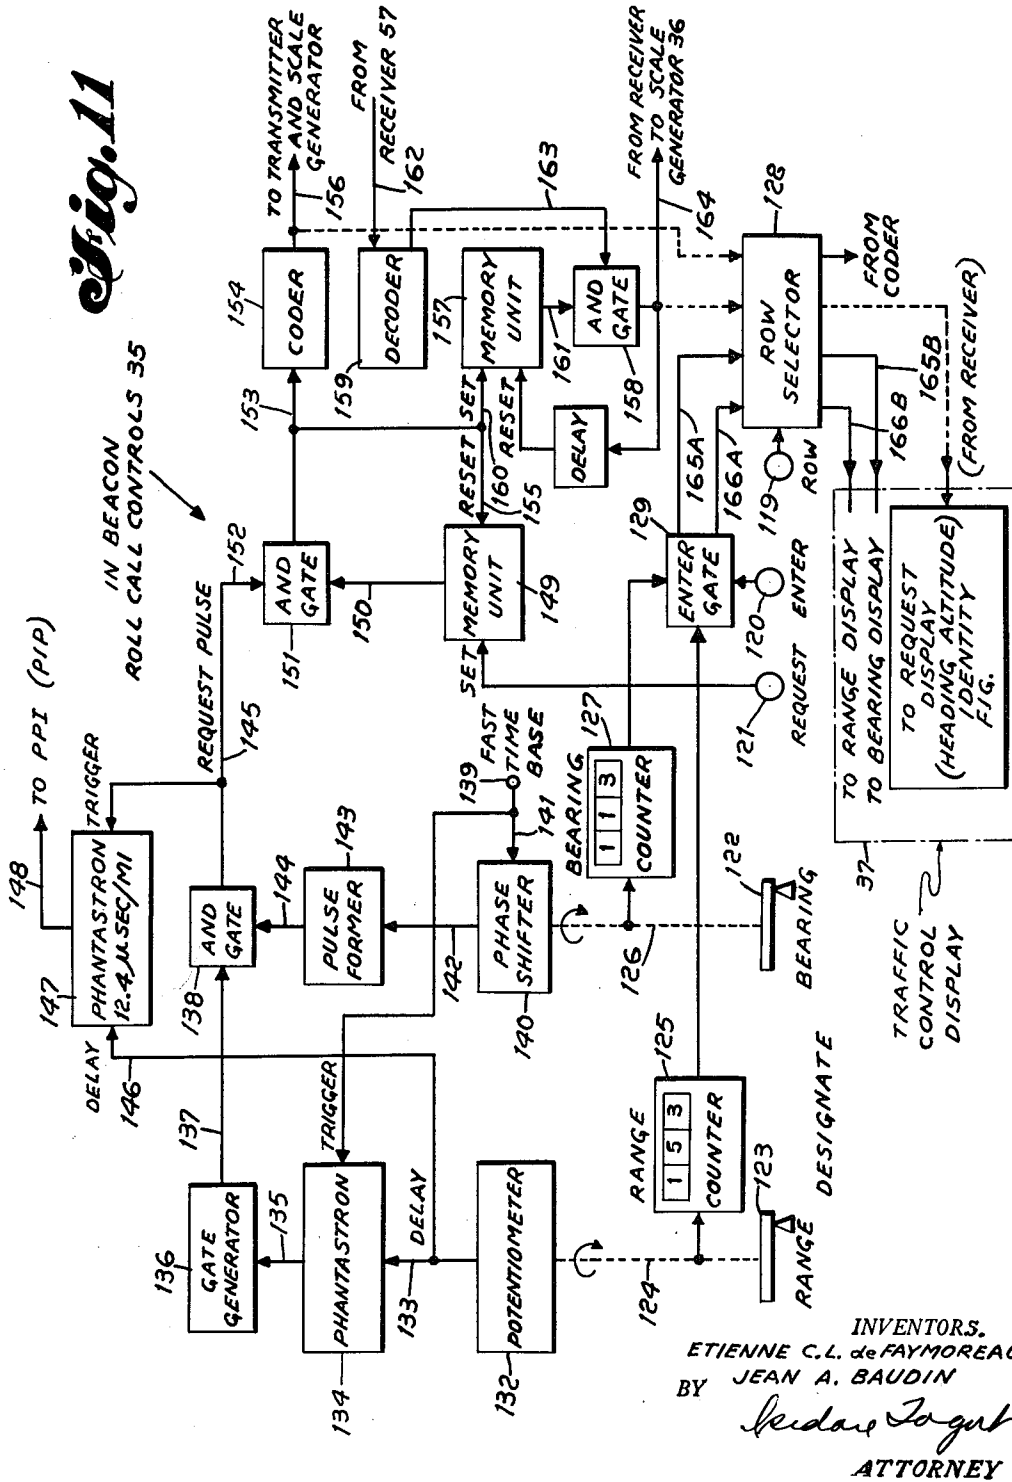 Fig. 11
IN BEACON
ROLL CALL CONTROLS 35
TO PPI (PIP)
148
147
PHANTASTRON
12.4 µSEC/MI
TRIGGER
DELAY
146
REQUEST PULSE
145
152
137
136
GATE
GENERATOR
135
138
AND
GATE
144
143
PULSE
FORMER
142
134
PHANTASTRON
TRIGGER
133
DELAY
132
POTENTIOMETER
140
PHASE
SHIFTER
141
139
FAST
TIME
BASE
151
AND
GATE
150
153
154
CODER
156
TO TRANSMITTER
AND SCALE
GENERATOR
FROM
RECEIVER 57
162
159
DECODER
163
SET
MEMORY
UNIT
149
RESET
155
SET
160
RESET
157
MEMORY
UNIT
161
AND
GATE
158
DELAY
FROM RECEIVER
TO SCALE
GENERATOR 36
164
124
RANGE
125
1 5 3
COUNTER
123
RANGE
DESIGNATE
126
BEARING
127
1 1 3
COUNTER
122
BEARING
121
REQUEST
120
ENTER
129
ENTER
GATE
165A
166A
119
ROW
128
ROW
SELECTOR
FROM
CODER
165B
166B
(FROM RECEIVER)
37
TO RANGE DISPLAY
TO BEARING DISPLAY
TO REQUEST
DISPLAY
(HEADING ALTITUDE)
IDENTITY
FIG.
TRAFFIC
CONTROL
DISPLAY
INVENTORS.
ETIENNE C.L. de FAYMOREAU
JEAN A. BAUDIN
BY
ATTORNEY